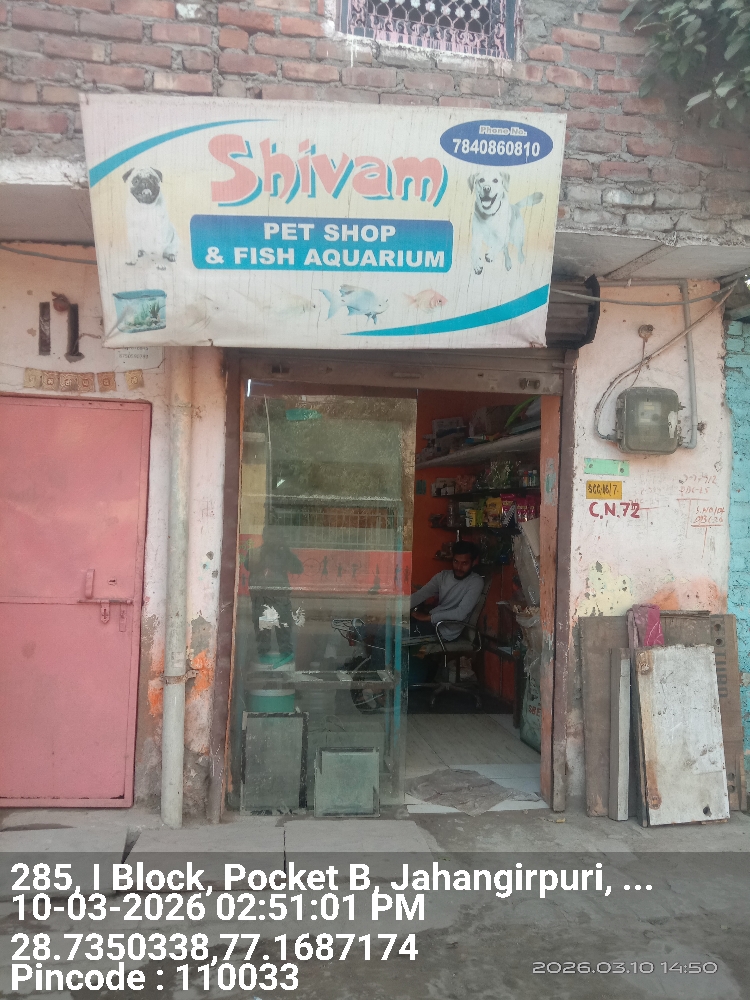 Phone No.
7840860810
Shivam
PET SHOP
& FISH AQUARIUM
C.N.72
285, I Block, Pocket B, Jahangirpuri, ...
10-03-2026 02:51:01 PM
28.7350338,77.1687174
Pincode : 110033
2026.03.10 14:50